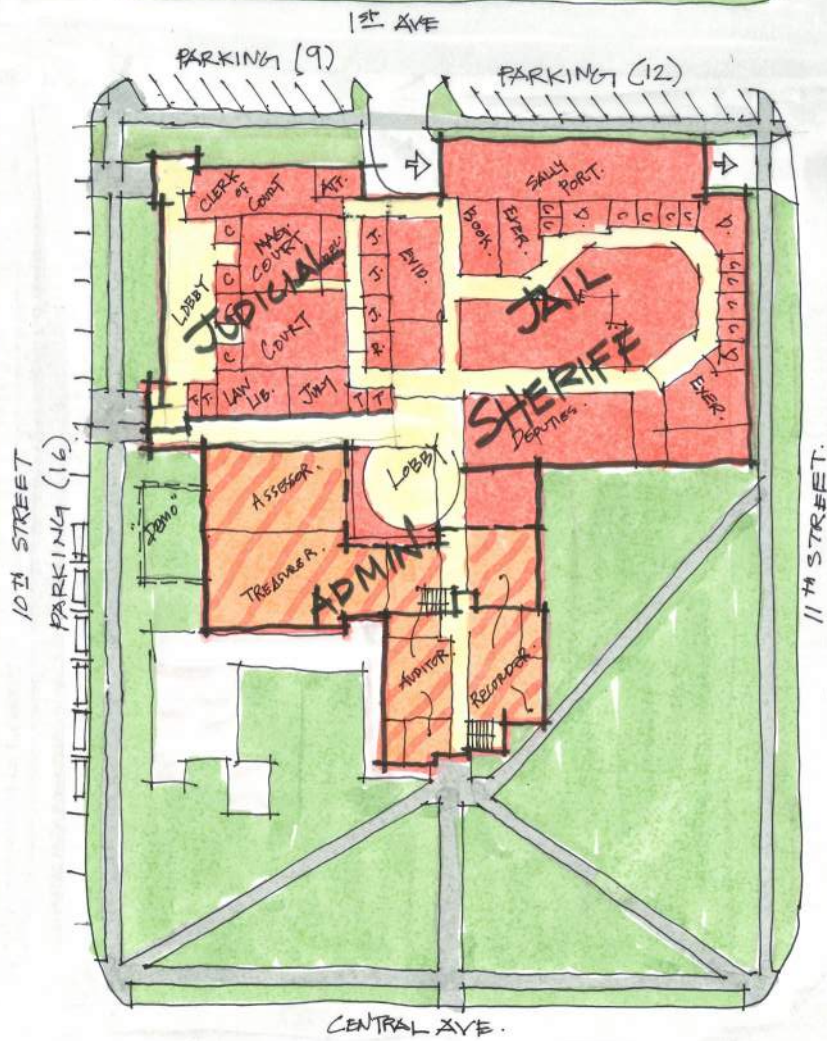 1ST AVE
PARKING (9)
PARKING (12)
SALLY
PORT.
CLERK
OF
COURT
ATT.
BOOK.
EXER.
C
C
D.
C
C
C
C
D.
C
MAG.
COURT
J.
EVID.
C
J.
C
C
C
C
D
LOBBY
JUDICIAL
JAIL
COURT
J.
C
R.
SHERIFF
EXER.
F.T.
LAW
LIB.
JURY
T
T
DEPUTIES.
10TH STREET
PARKING (16)
11TH STREET.
LOBBY
ASSESSOR.
"DEMO"
TREASURER.
ADMIN
AUDITOR.
RECORDER.
CENTRAL AVE.